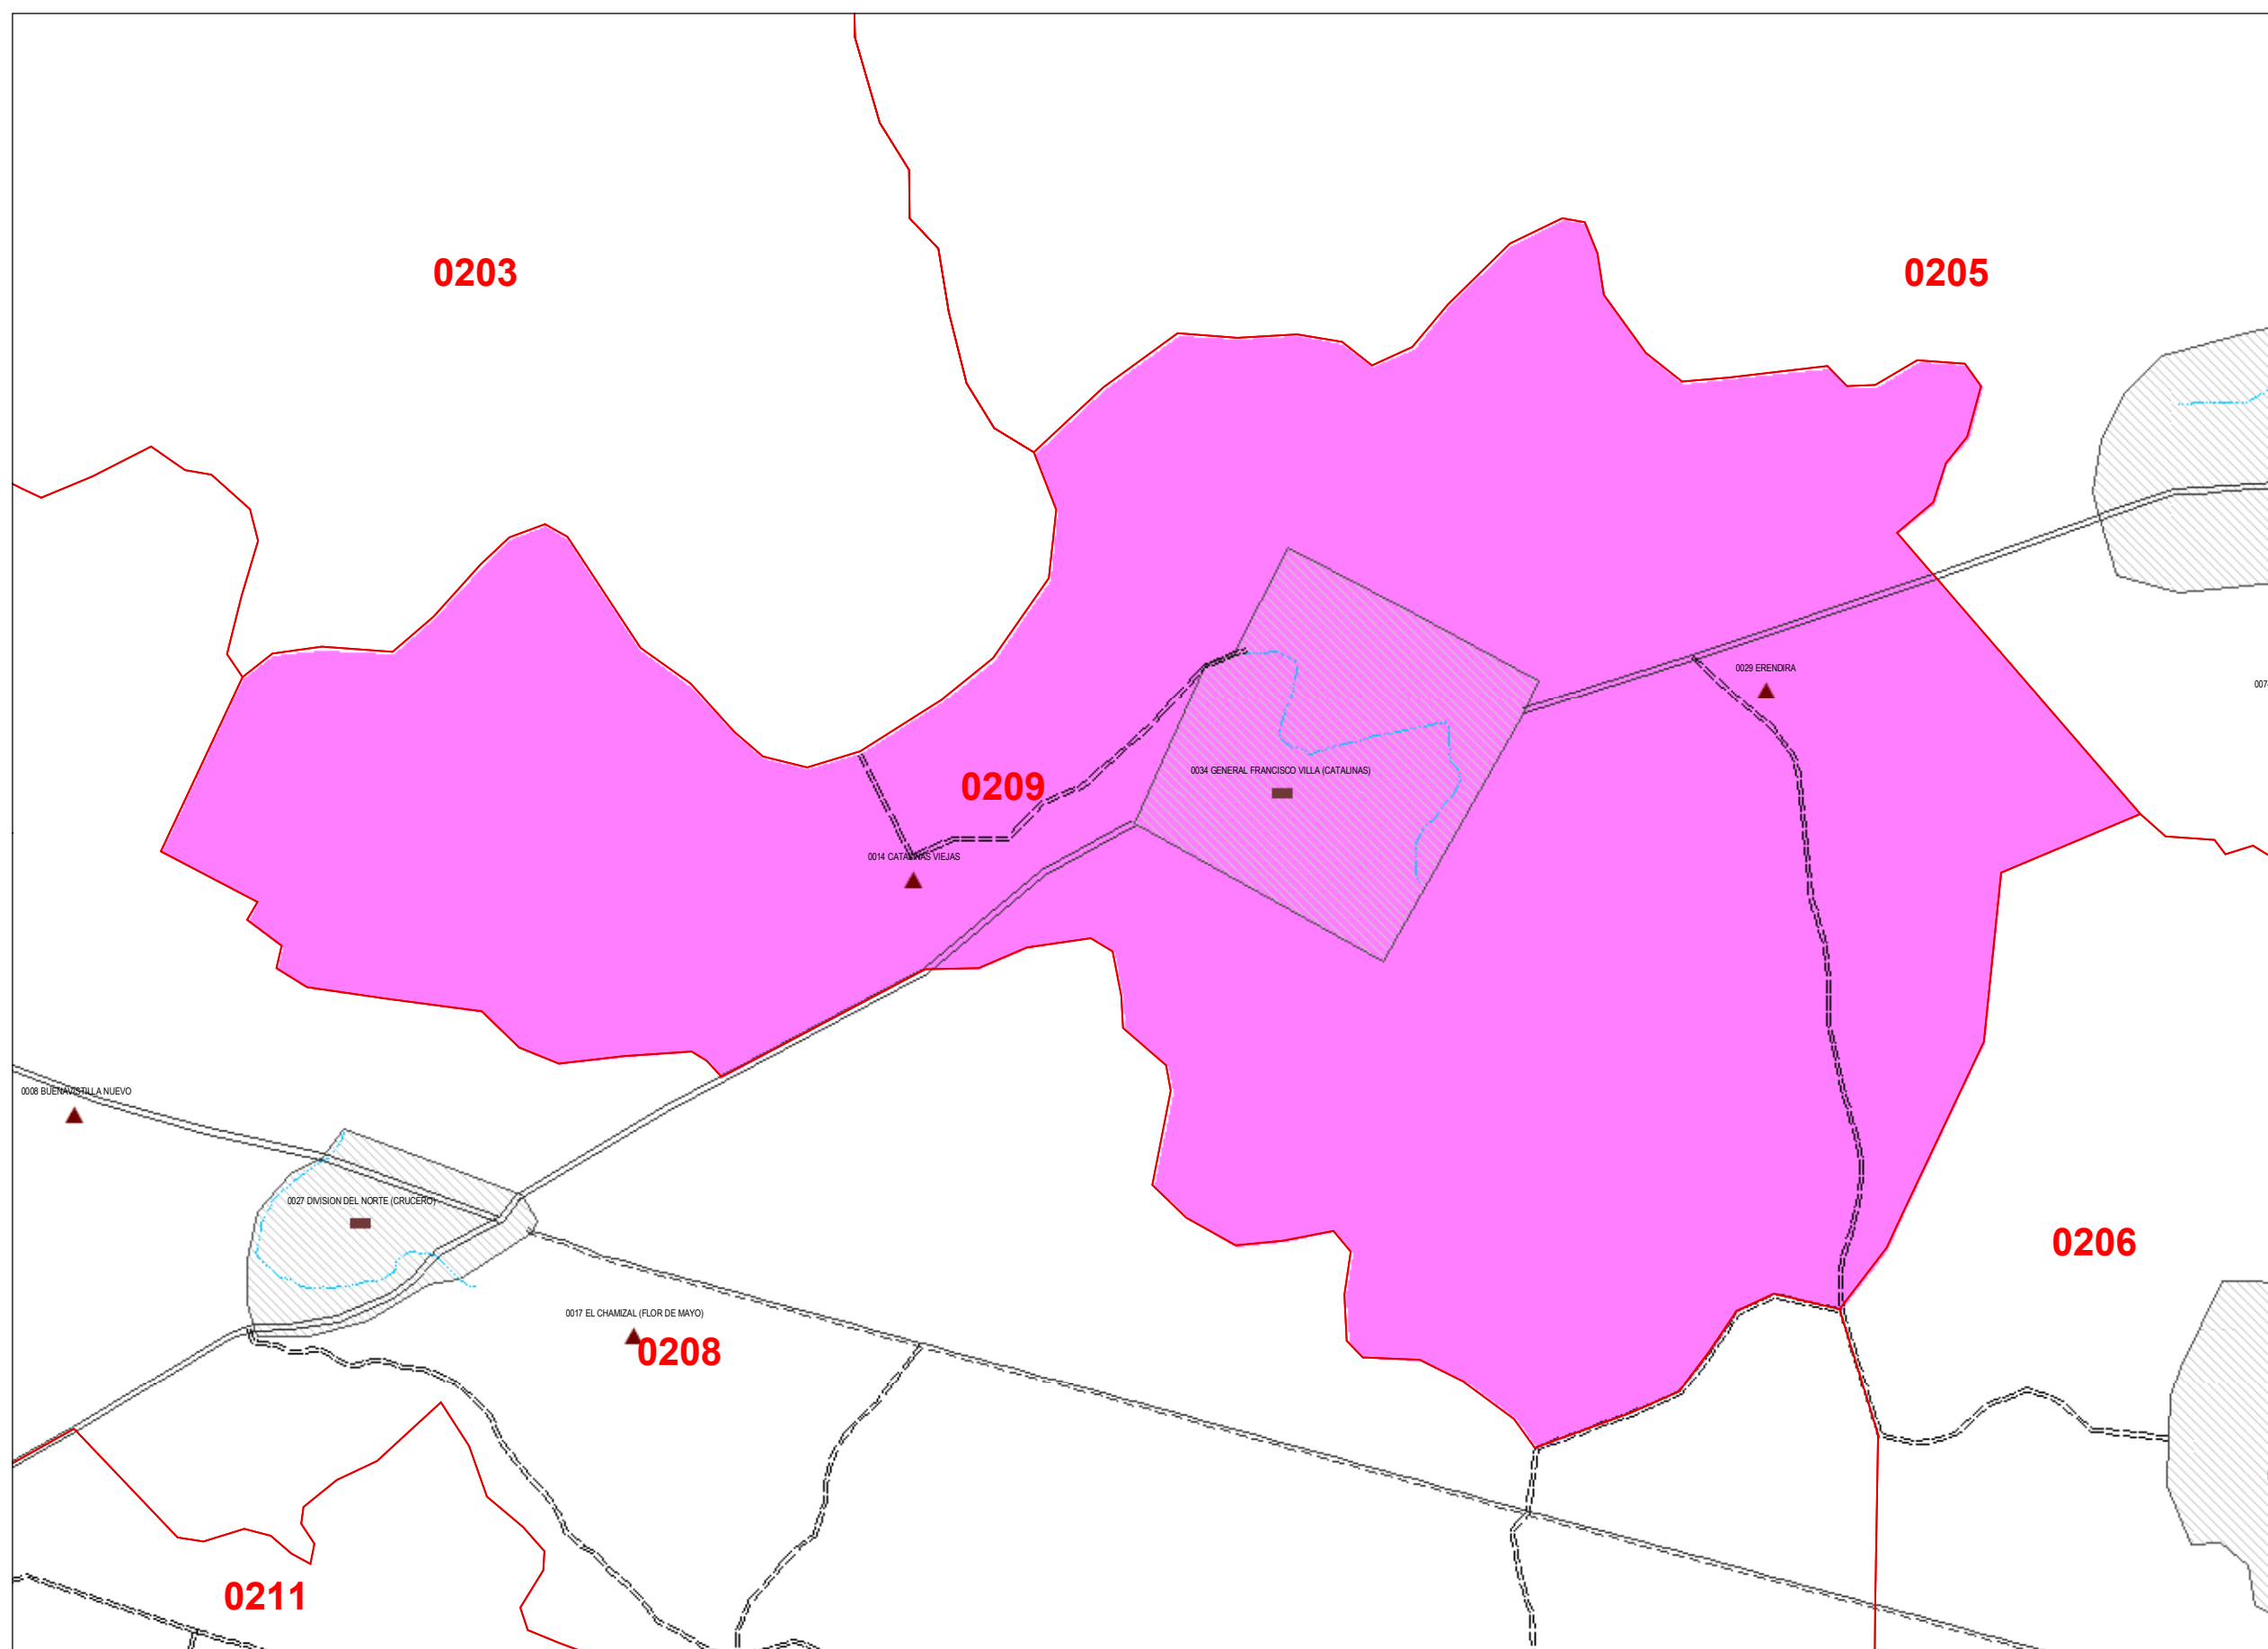 0203
0205
0029 ERENDIRA
007
0034 GENERAL FRANCISCO VILLA (CATALINAS)
0209
0014 CATALINAS VIEJAS
0008 BUENAVISTILLA NUEVO
0027 DIVISION DEL NORTE (CRUCERO)
0206
0017 EL CHAMIZAL (FLOR DE MAYO)
0208
0211